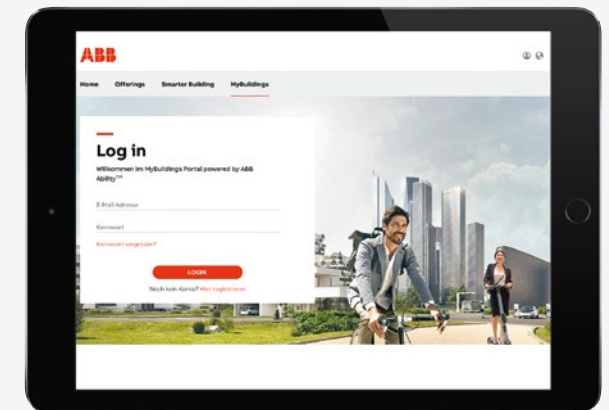 ABB
Home Offerings Smarter Building MyBuildings
Log in
Willkommen im MyBuildings Portal powered by ABB
Ability™
E-Mail Adresse
Kennwort
Kennwort vergessen?
LOGIN
Noch kein Konto? Hier registrieren